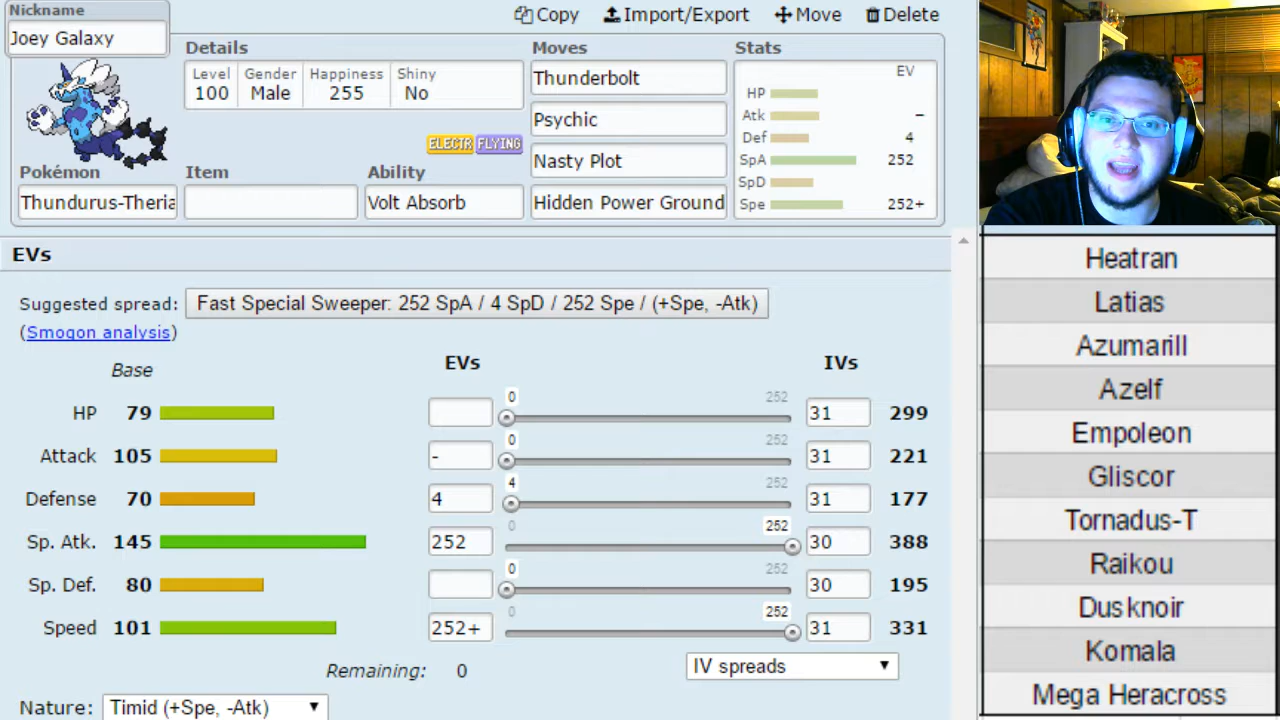 Nickname
Joey Galaxy
Copy Import/Export Move Delete
Details
Level Gender Happiness Shiny
100 Male 255 No
ELECTR FLYING
Pokémon Item Ability
Thundurus-Theria Volt Absorb
Moves
Thunderbolt
Psychic
Nasty Plot
Hidden Power Ground
Stats
EV
HP
Atk –
Def 4
SpA 252
SpD
Spe 252+
EVs
Suggested spread: Fast Special Sweeper: 252 SpA / 4 SpD / 252 Spe / (+Spe, -Atk)
(Smogon analysis)
Base EVs IVs
HP 79 0 252 31 299
Attack 105 - 0 252 31 221
Defense 70 4 4 252 31 177
Sp. Atk. 145 252 0 252 30 388
Sp. Def. 80 0 252 30 195
Speed 101 252+ 0 252 31 331
Remaining: 0 IV spreads
Nature: Timid (+Spe, -Atk)
Heatran
Latias
Azumarill
Azelf
Empoleon
Gliscor
Tornadus-T
Raikou
Dusknoir
Komala
Mega Heracross